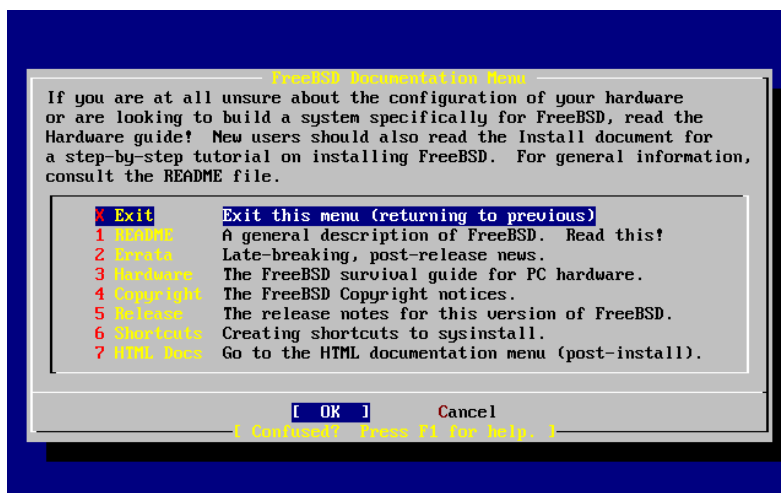 FreeBSD Documentation Menu
If you are at all unsure about the configuration of your hardware
or are looking to build a system specifically for FreeBSD, read the
Hardware guide!  New users should also read the Install document for
a step-by-step tutorial on installing FreeBSD.  For general information,
consult the README file.
X Exit Exit this menu (returning to previous)
1 README A general description of FreeBSD.  Read this!
2 Errata Late-breaking, post-release news.
3 Hardware The FreeBSD survival guide for PC hardware.
4 Copyright The FreeBSD Copyright notices.
5 Release The release notes for this version of FreeBSD.
6 Shortcuts Creating shortcuts to sysinstall.
7 HTML Docs Go to the HTML documentation menu (post-install).
[ OK ] Cancel
[ Confused? Press F1 for help. ]